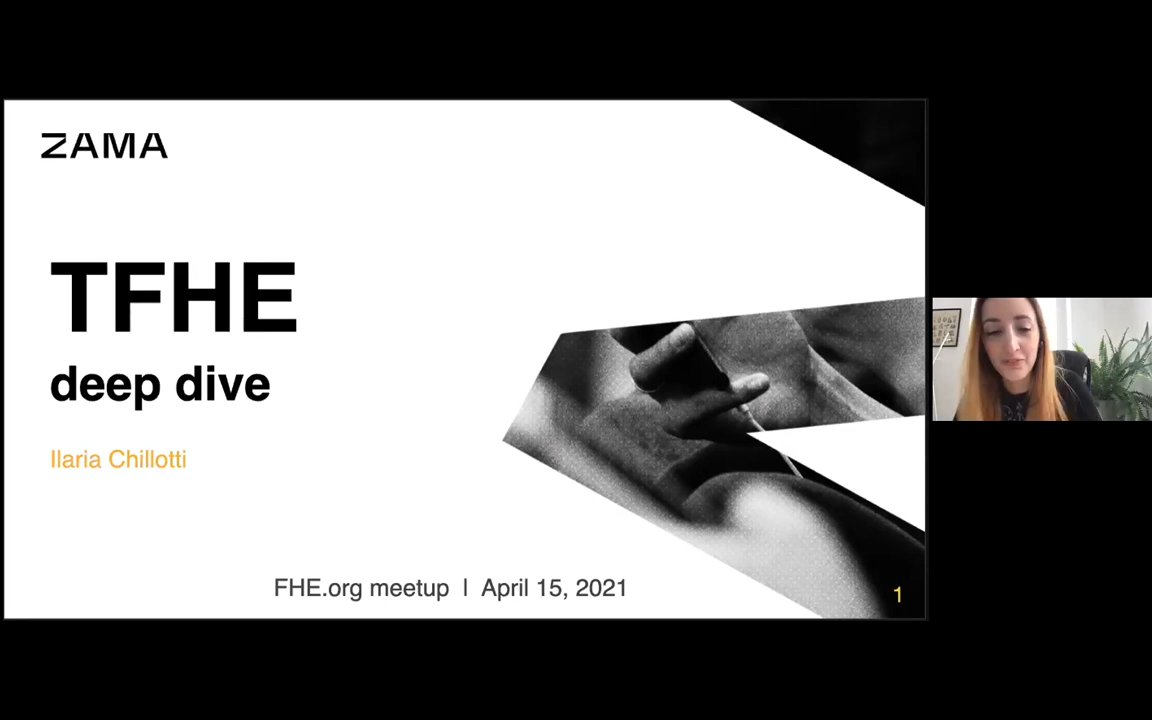 ZAMA
TFHE
deep dive
Ilaria Chillotti
FHE.org meetup | April 15, 2021
1